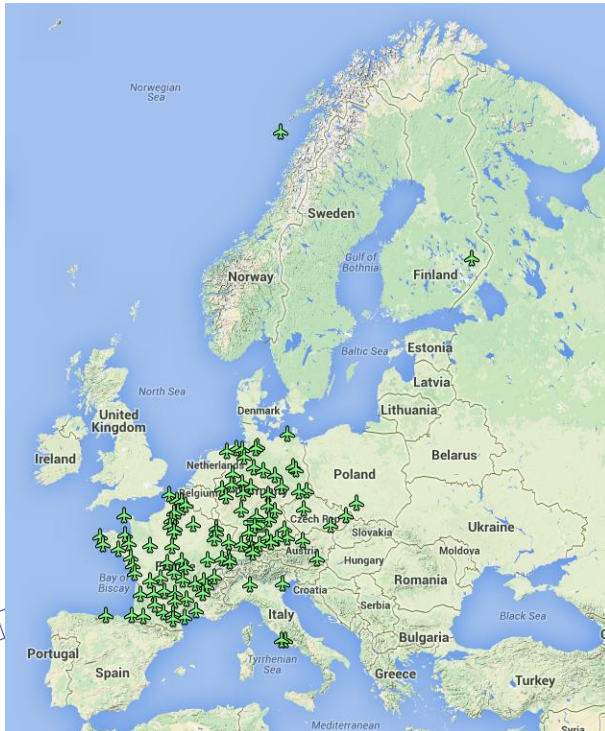 Norwegian
Sea
Sweden
Gulf of
Bothnia
Finland
Norway
Estonia
Baltic Sea
Latvia
North Sea
Denmark
Lithuania
United
Kingdom
Ireland
Belarus
Netherlands
Poland
Belgium
Czech Rep
Ukraine
Slovakia
Austria
Moldova
Hungary
Bay of
Biscay
Romania
Croatia
Serbia
Italy
Black Sea
Bulgaria
Portugal
Spain
Tyrrhenian
Sea
Greece
Turkey
Mediterranean
Syria